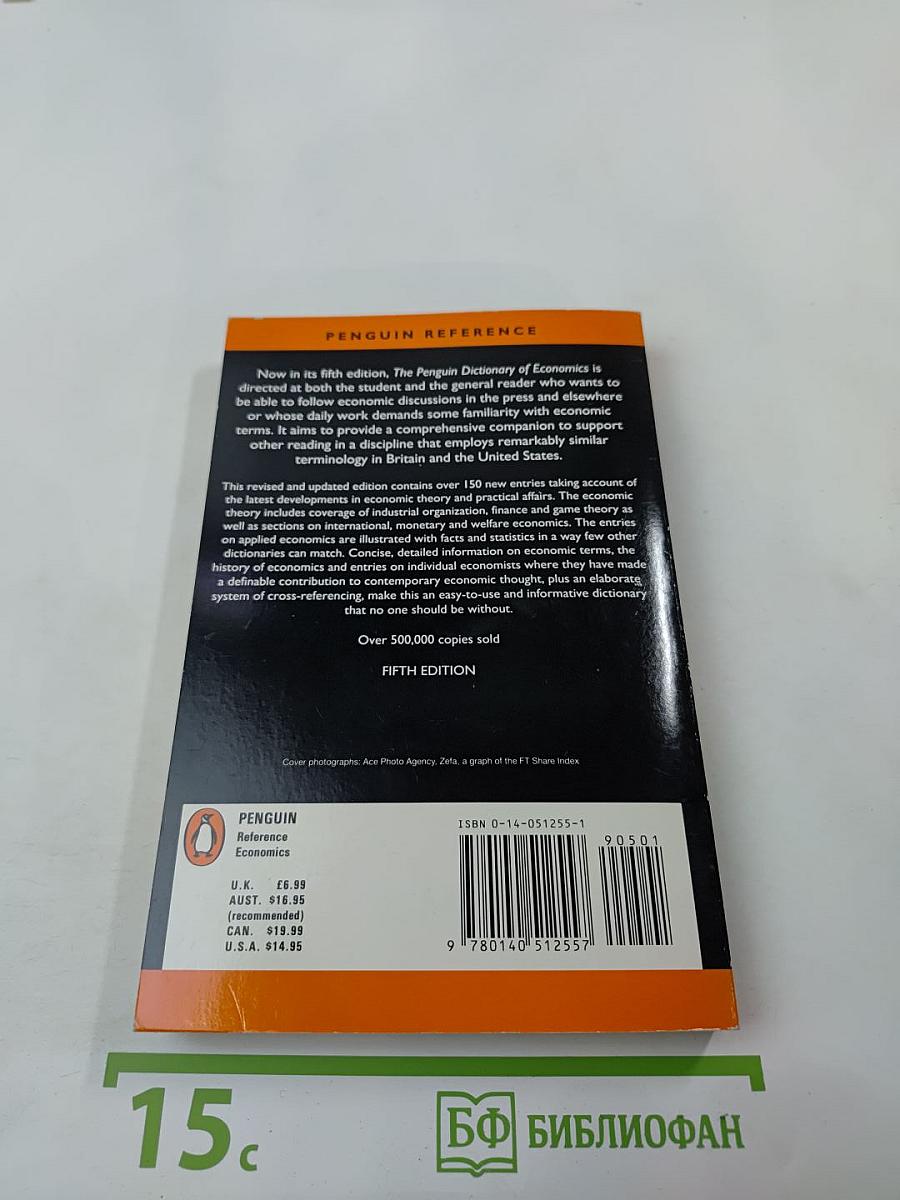 PENGUIN REFERENCE
Now in its fifth edition, The Penguin Dictionary of Economics is
directed at both the student and the general reader who wants to
be able to follow economic discussions in the press and elsewhere
or whose daily work demands some familiarity with economic
terms. It aims to provide a comprehensive companion to support
other reading in a discipline that employs remarkably similar
terminology in Britain and the United States.
This revised and updated edition contains over 150 new entries taking account of
the latest developments in economic theory and practical affairs. The economic
theory includes coverage of industrial organization, finance and game theory as
well as sections on international, monetary and welfare economics. The entries
on applied economics are illustrated with facts and statistics in a way few other
dictionaries can match. Concise, detailed information on economic terms, the
history of economics and entries on individual economists where they have made
a definable contribution to contemporary economic thought, plus an elaborate
system of cross-referencing, make this an easy-to-use and informative dictionary
that no one should be without.
Over 500,000 copies sold
FIFTH EDITION
Cover photographs: Ace Photo Agency, Zefa, a graph of the FT Share Index
PENGUIN
Reference
Economics
U.K. £6.99
AUST. $16.95
(recommended)
CAN. $19.99
U.S.A. $14.95
ISBN 0-14-051255-1
90501
9 780140 512557
15 с
БФ БИБЛИОФАН